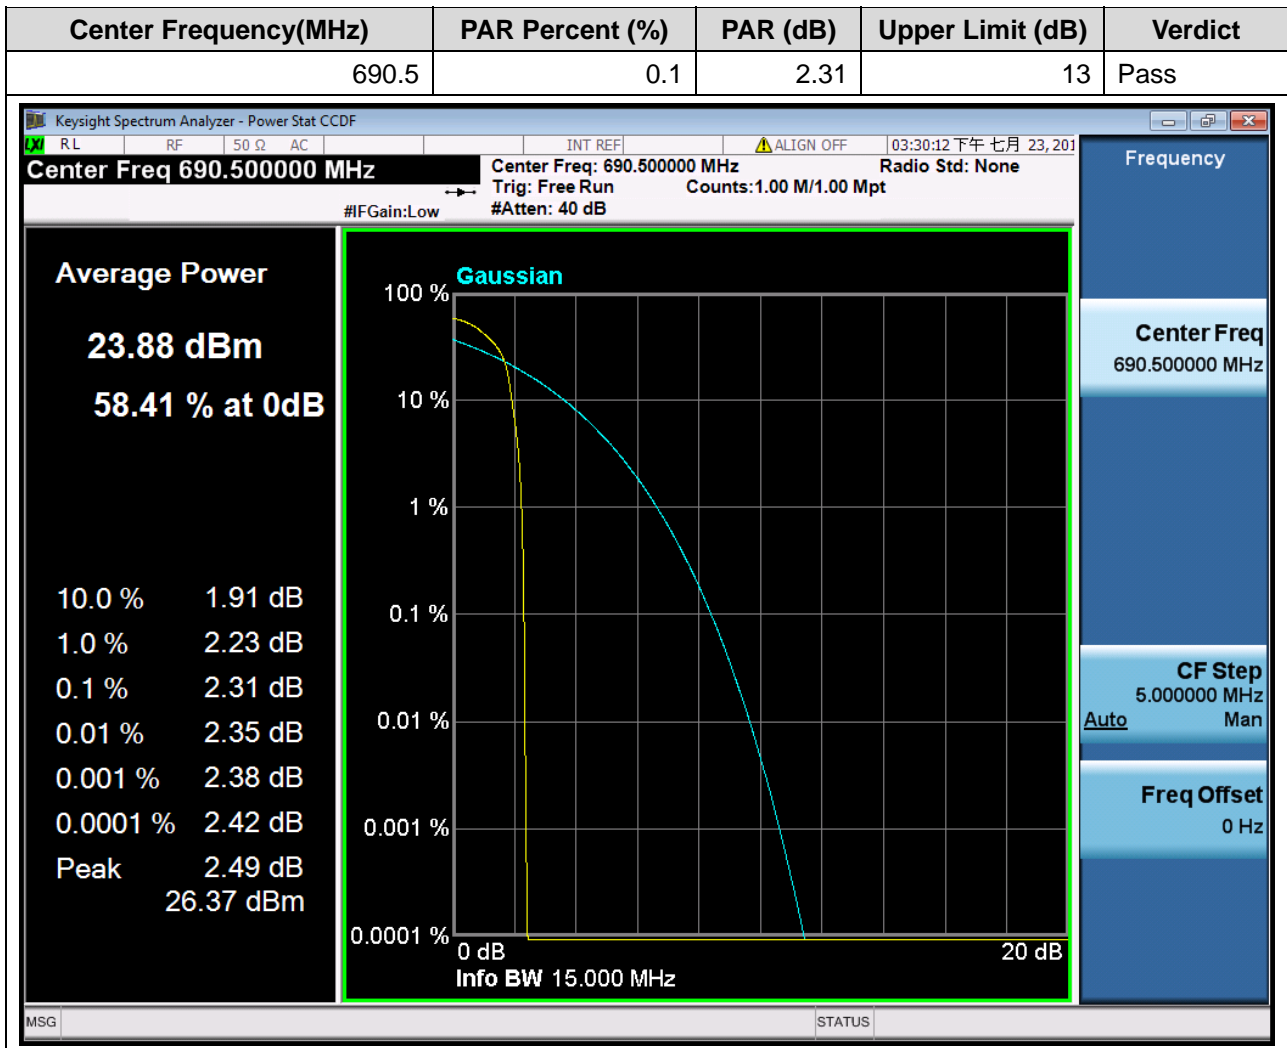 Center Frequency(MHz) PAR Percent (%) PAR (dB) Upper Limit (dB) Verdict
690.5 0.1 2.31 13 Pass
Keysight Spectrum Analyzer - Power Stat CCDF
LXI RL RF 50 Ω AC INT REF ALIGN OFF 03:30:12 下午 七月 23, 201
Center Freq 690.500000 MHz
Center Freq: 690.500000 MHz Radio Std: None
Trig: Free Run Counts:1.00 M/1.00 Mpt
#IFGain:Low #Atten: 40 dB
Average Power
23.88 dBm
58.41 % at 0dB
10.0 % 1.91 dB
1.0 % 2.23 dB
0.1 % 2.31 dB
0.01 % 2.35 dB
0.001 % 2.38 dB
0.0001 % 2.42 dB
Peak 2.49 dB
26.37 dBm
Gaussian
100 %
10 %
1 %
0.1 %
0.01 %
0.001 %
0.0001 %
0 dB 20 dB
Info BW 15.000 MHz
Frequency
Center Freq
690.500000 MHz
CF Step
5.000000 MHz
Auto Man
Freq Offset
0 Hz
MSG STATUS